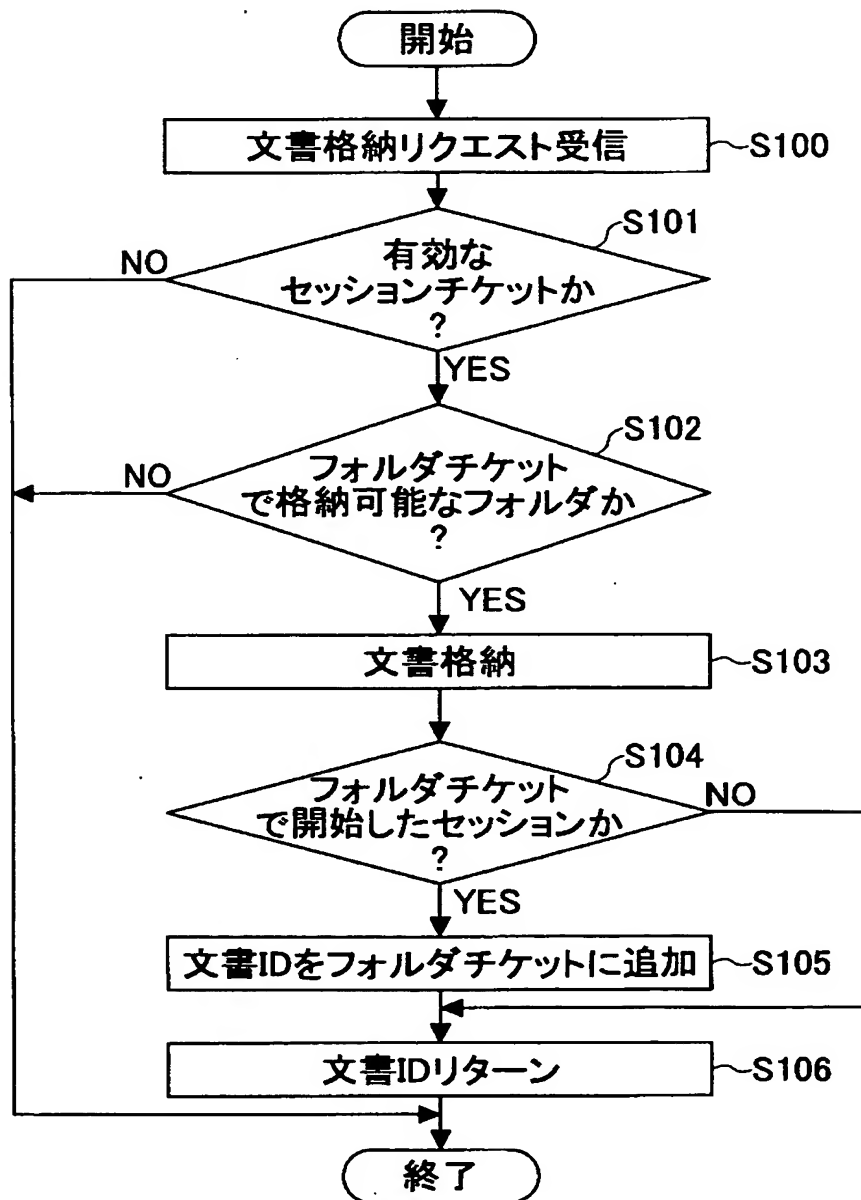 開始
文書格納リクエスト受信
S100
S101
有効な
セッションチケットか
?
NO
YES
S102
フォルダチケット
で格納可能なフォルダか
?
NO
YES
文書格納
S103
S104
フォルダチケット
で開始したセッションか
?
NO
YES
文書IDをフォルダチケットに追加
S105
文書IDリターン
S106
終了